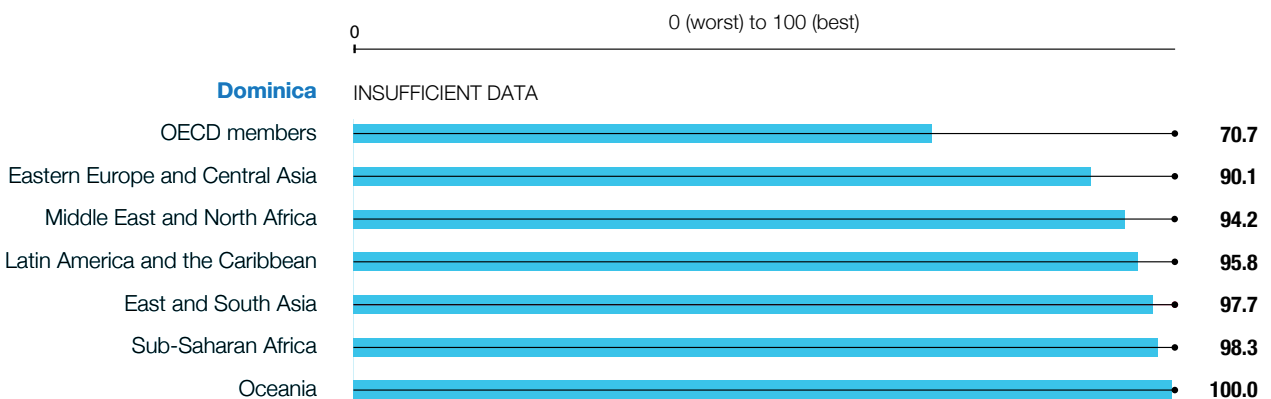 0 (worst) to 100 (best)
0
Dominica INSUFFICIENT DATA
OECD members 70.7
Eastern Europe and Central Asia 90.1
Middle East and North Africa 94.2
Latin America and the Caribbean 95.8
East and South Asia 97.7
Sub-Saharan Africa 98.3
Oceania 100.0